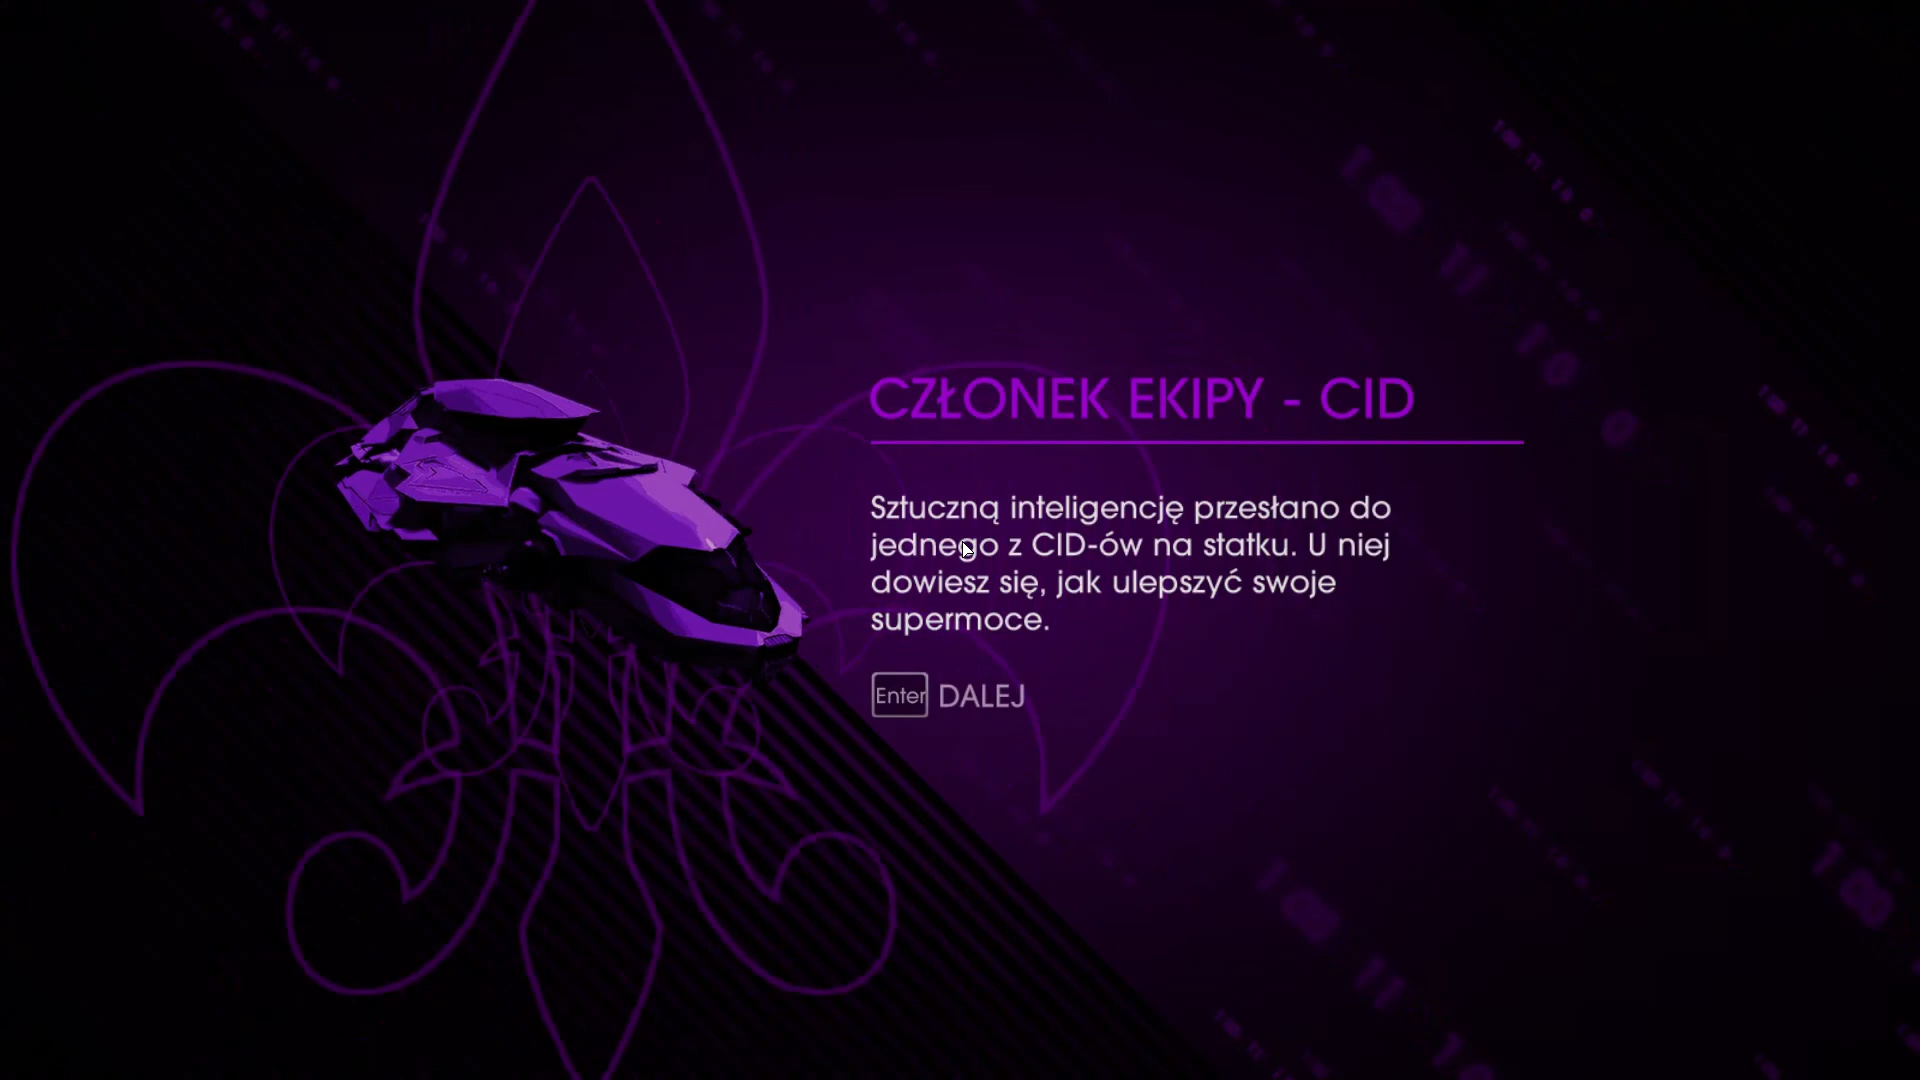 CZŁONEK EKIPY - CID
Sztuczną inteligencję przesłano do
jednego z CID-ów na statku. U niej
dowiesz się, jak ulepszyć swoje
supermoce.
Enter DALEJ